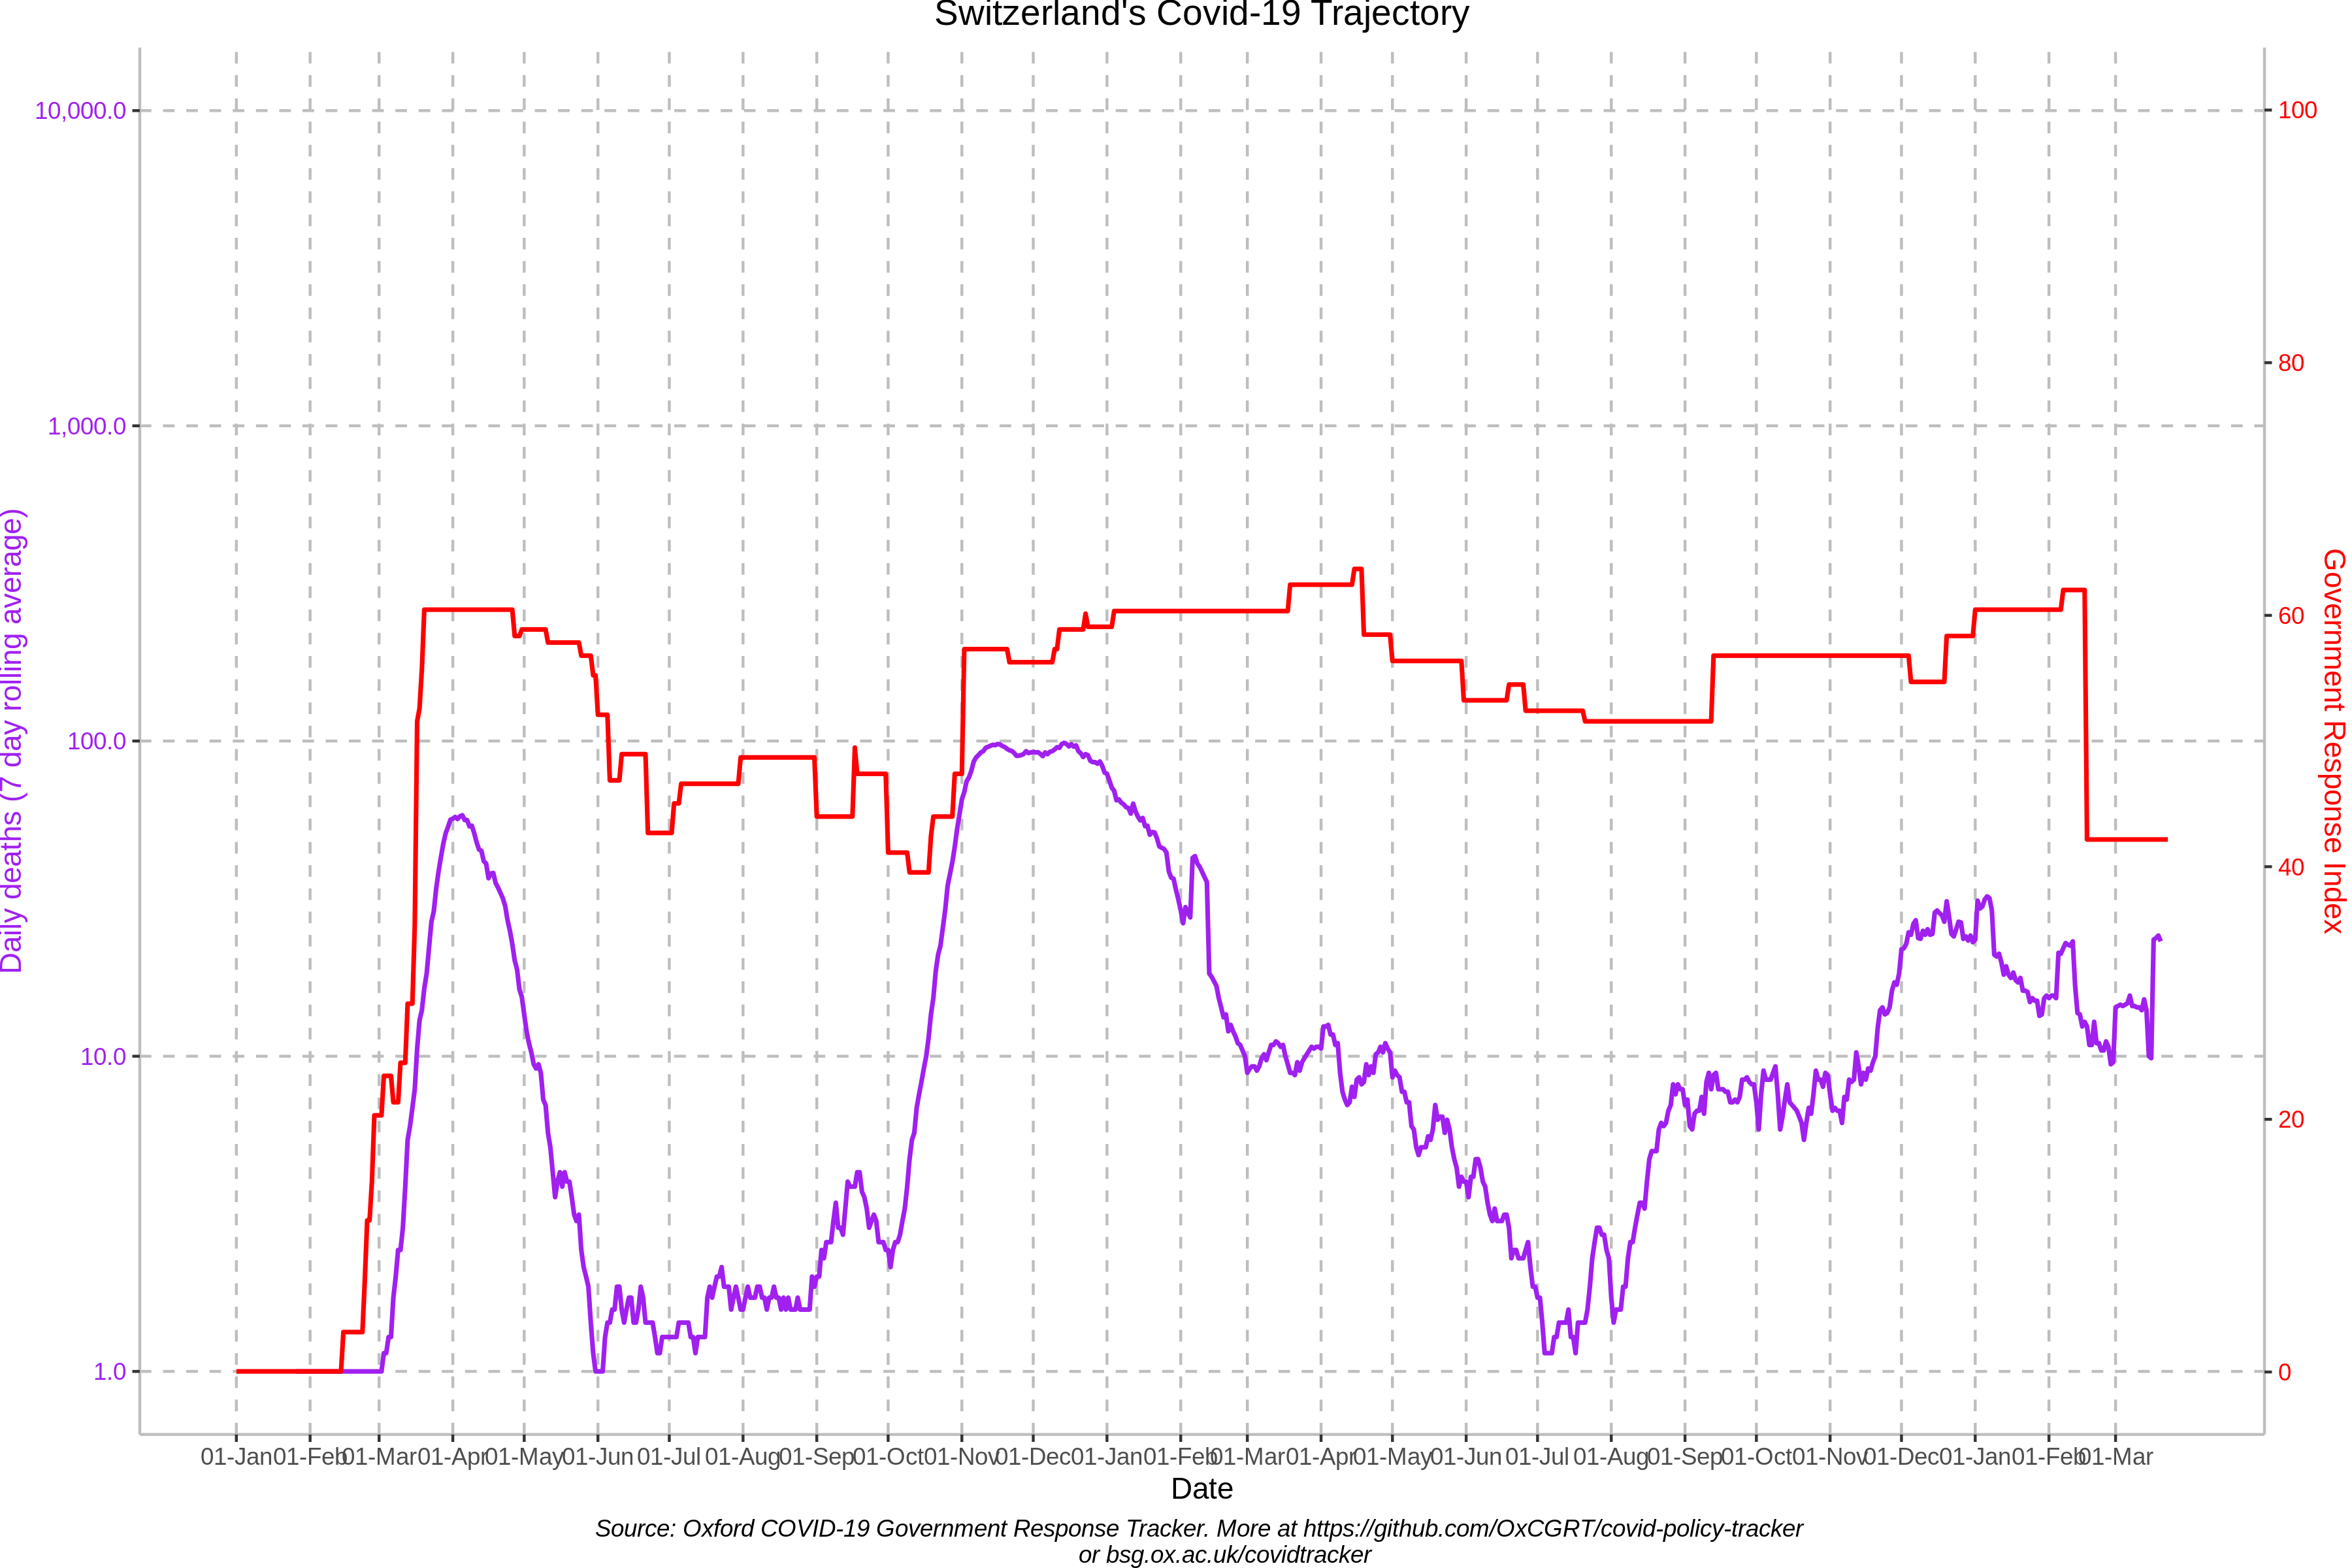 Switzerland's Covid-19 Trajectory
10,000.0
1,000.0
100.0
10.0
1.0
Daily deaths (7 day rolling average)
100
80
60
40
20
0
Government Response Index
01-Jan 01-Feb 01-Mar 01-Apr 01-May 01-Jun 01-Jul 01-Aug 01-Sep 01-Oct 01-Nov 01-Dec 01-Jan 01-Feb 01-Mar 01-Apr 01-May 01-Jun 01-Jul 01-Aug 01-Sep 01-Oct 01-Nov 01-Dec 01-Jan 01-Feb 01-Mar
Date
Source: Oxford COVID-19 Government Response Tracker. More at https://github.com/OxCGRT/covid-policy-tracker
or bsg.ox.ac.uk/covidtracker